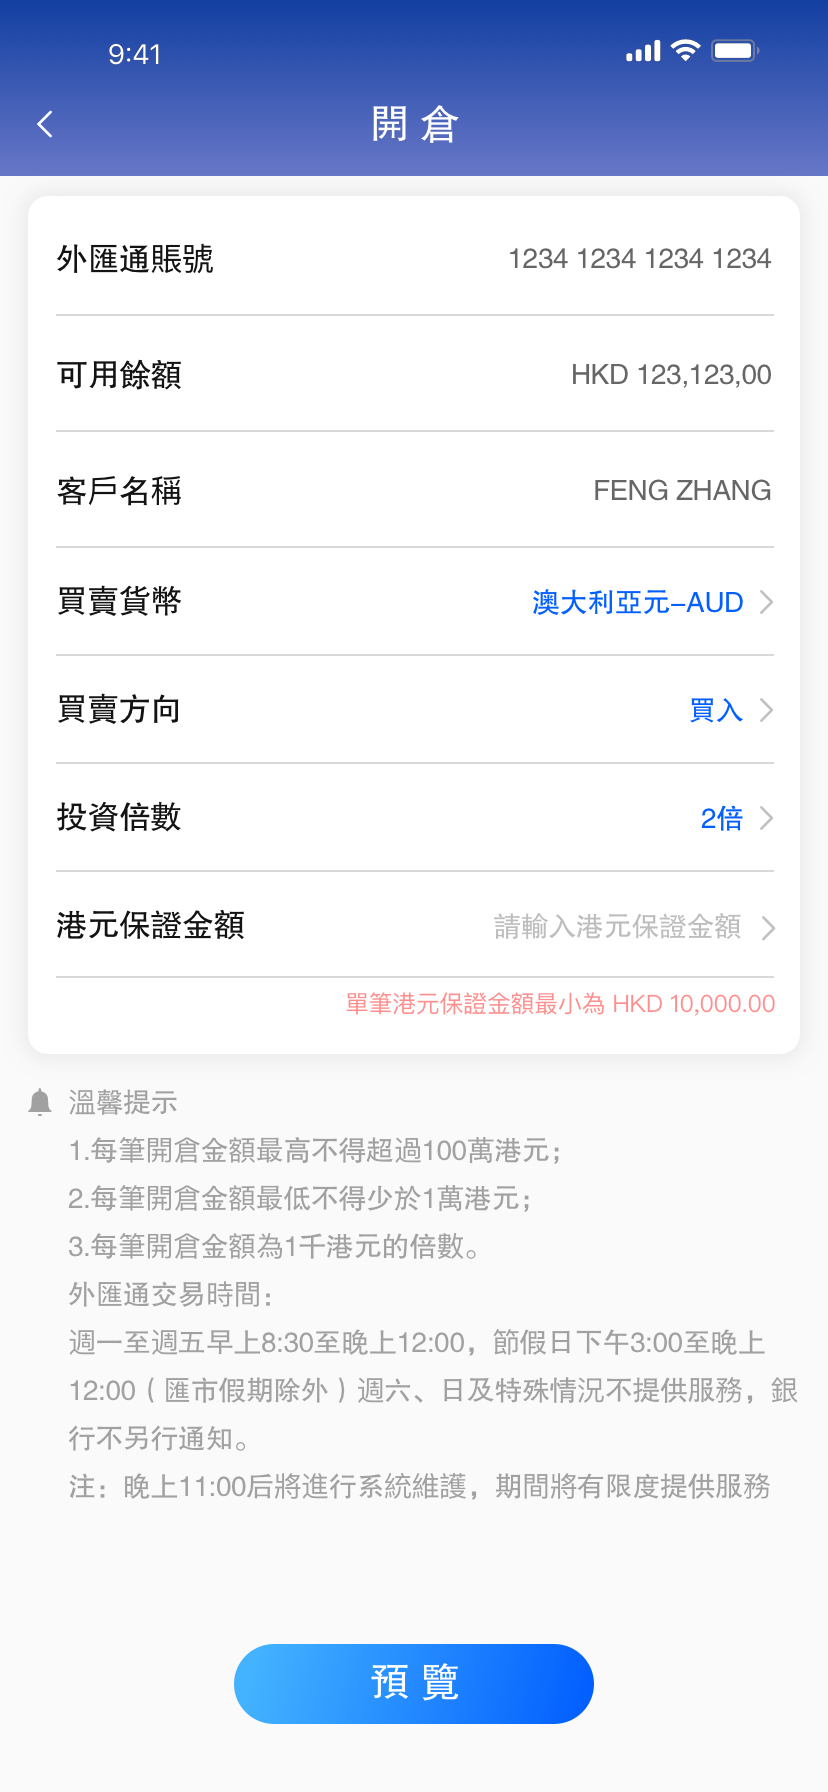 9:41
開倉
外匯通賬號 1234 1234 1234 1234
可用餘額 HKD 123,123,00
客戶名稱 FENG ZHANG
買賣貨幣 澳大利亞元–AUD
買賣方向 買入
投資倍數 2倍
港元保證金額 請輸入港元保證金額
單筆港元保證金額最小為 HKD 10,000.00
溫馨提示
1.每筆開倉金額最高不得超過100萬港元；
2.每筆開倉金額最低不得少於1萬港元；
3.每筆開倉金額為1千港元的倍數。
外匯通交易時間：
週一至週五早上8:30至晚上12:00，節假日下午3:00至晚上
12:00（匯市假期除外）週六、日及特殊情況不提供服務，銀
行不另行通知。
注：晚上11:00后將進行系統維護，期間將有限度提供服務
預覽